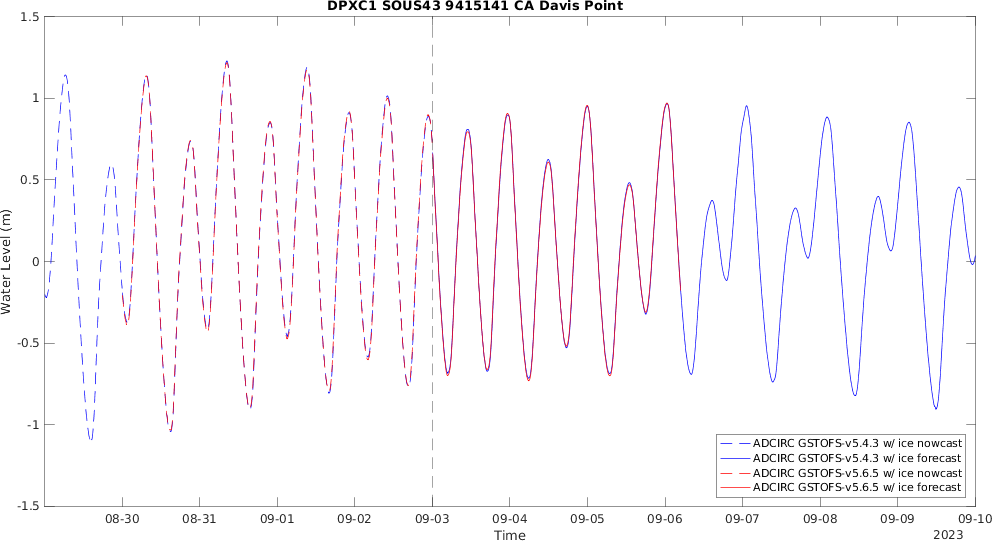 DPXC1 SOUS43 9415141 CA Davis Point
1.5
1
0.5
0
-0.5
-1
-1.5
Water Level (m)
08-30 08-31 09-01 09-02 09-03 09-04 09-05 09-06 09-07 09-08 09-09 09-10
Time
2023
ADCIRC GSTOFS-v5.4.3 w/ ice nowcast
ADCIRC GSTOFS-v5.4.3 w/ ice forecast
ADCIRC GSTOFS-v5.6.5 w/ ice nowcast
ADCIRC GSTOFS-v5.6.5 w/ ice forecast